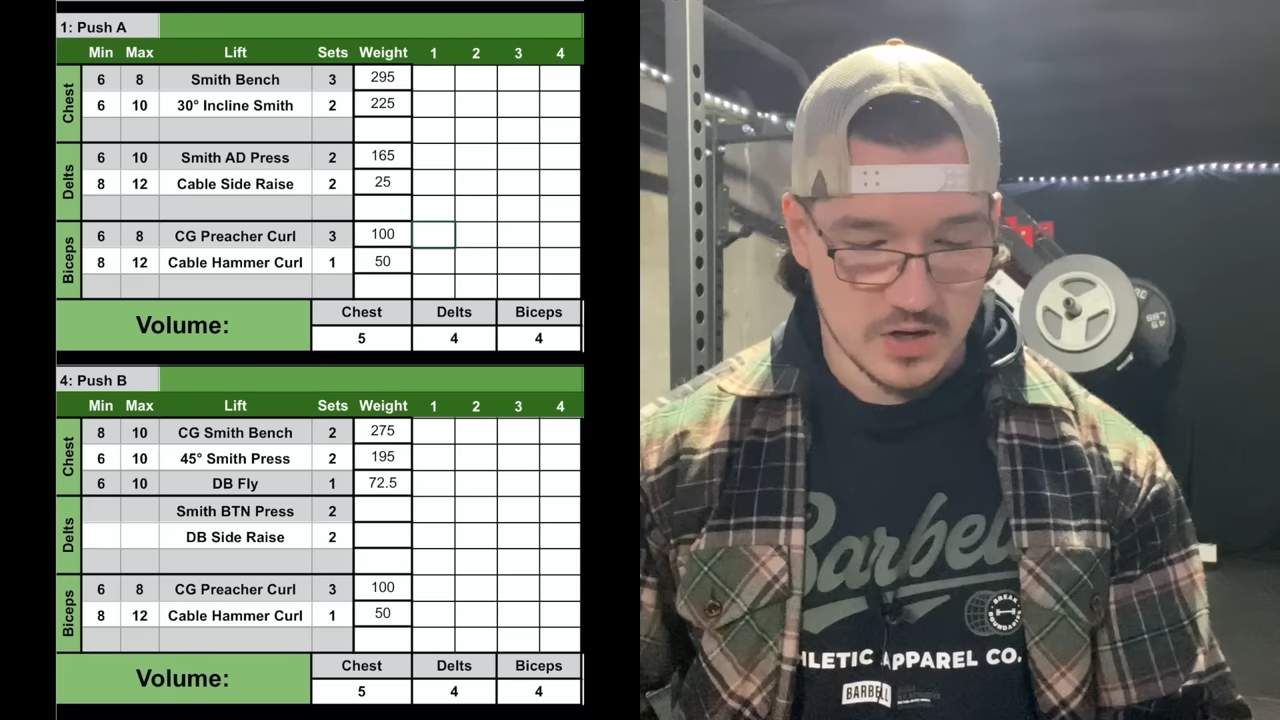 1: Push A
Min Max Lift Sets Weight 1 2 3 4
Chest
6 8 Smith Bench 3 295
6 10 30° Incline Smith 2 225
Delts
6 10 Smith AD Press 2 165
8 12 Cable Side Raise 2 25
Biceps
6 8 CG Preacher Curl 3 100
8 12 Cable Hammer Curl 1 50
Volume:
Chest Delts Biceps
5 4 4
4: Push B
Min Max Lift Sets Weight 1 2 3 4
Chest
8 10 CG Smith Bench 2 275
6 10 45° Smith Press 2 195
6 10 DB Fly 1 72.5
Delts
Smith BTN Press 2
DB Side Raise 2
Biceps
6 8 CG Preacher Curl 3 100
8 12 Cable Hammer Curl 1 50
Volume:
Chest Delts Biceps
5 4 4
45
LBS
Barbell
BREAK
HLETIC APPAREL CO.
BARBELL